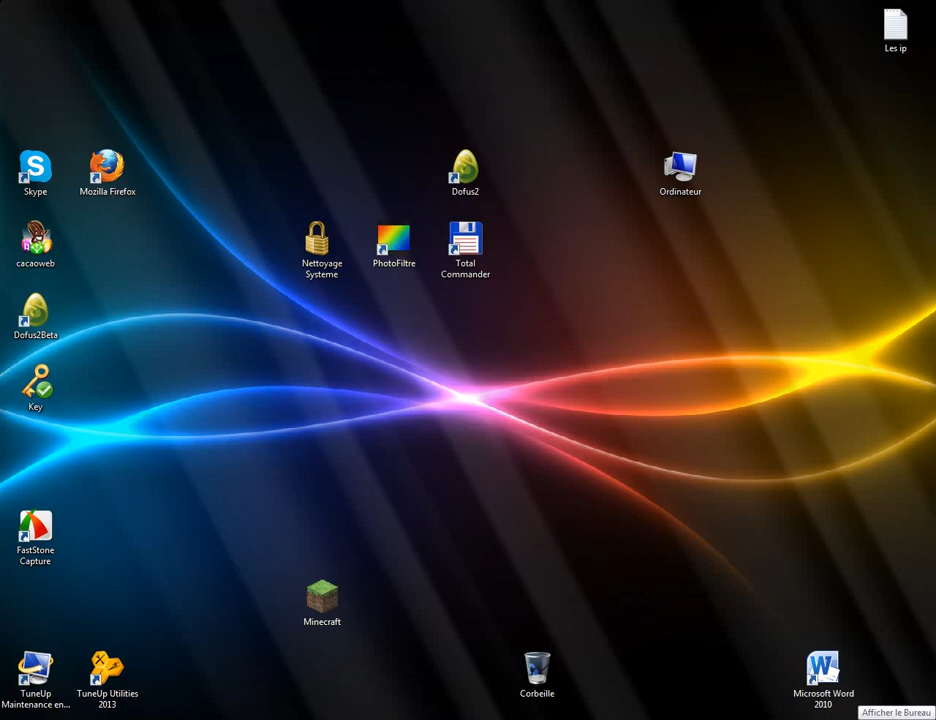 Les ip
Skype
Mozilla Firefox
Dofus2
Ordinateur
cacaoweb
Nettoyage
Systeme
PhotoFiltre
Total
Commander
Dofus2Beta
Key
FastStone
Capture
Minecraft
TuneUp
Maintenance en...
TuneUp Utilities
2013
Corbeille
Microsoft Word
2010
Afficher le Bureau